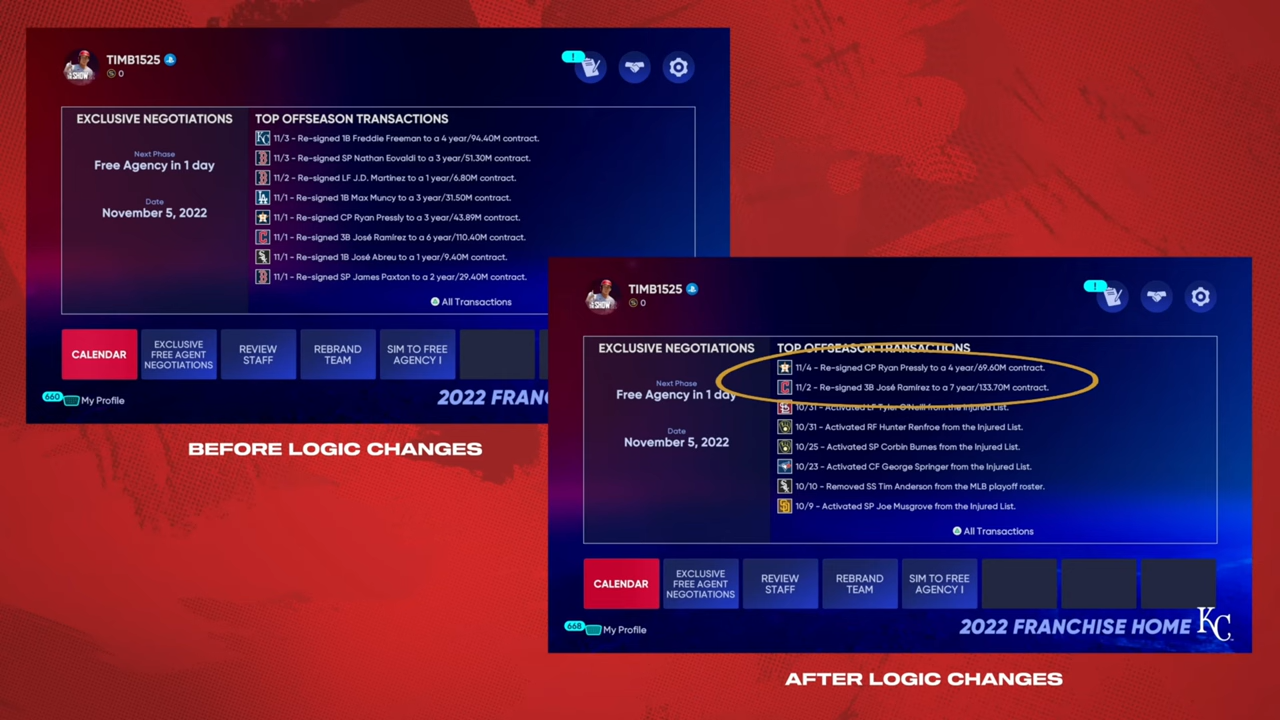 TIMB1525
0
!
EXCLUSIVE NEGOTIATIONS
Next Phase
Free Agency in 1 day
Date
November 5, 2022
TOP OFFSEASON TRANSACTIONS
11/3 - Re-signed 1B Freddie Freeman to a 4 year/94.40M contract.
11/3 - Re-signed SP Nathan Eovaldi to a 3 year/51.30M contract.
11/2 - Re-signed LF J.D. Martinez to a 1 year/6.80M contract.
11/1 - Re-signed 1B Max Muncy to a 3 year/31.50M contract.
11/1 - Re-signed CP Ryan Pressly to a 3 year/43.89M contract.
11/1 - Re-signed 3B José Ramírez to a 6 year/110.40M contract.
11/1 - Re-signed 1B José Abreu to a 1 year/9.40M contract.
11/1 - Re-signed SP James Paxton to a 2 year/29.40M contract.
All Transactions
CALENDAR
EXCLUSIVE
FREE AGENT
NEGOTIATIONS
REVIEW
STAFF
REBRAND
TEAM
SIM TO FREE
AGENCY I
660
My Profile
2022 FRAN
BEFORE LOGIC CHANGES
TIMB1525
0
!
EXCLUSIVE NEGOTIATIONS
Next Phase
Free Agency in 1 day
Date
November 5, 2022
TOP OFFSEASON TRANSACTIONS
11/4 - Re-signed CP Ryan Pressly to a 4 year/69.60M contract.
11/2 - Re-signed 3B José Ramírez to a 7 year/133.70M contract.
10/31 - Activated LF Tyler O'Neill from the Injured List.
10/31 - Activated RF Hunter Renfroe from the Injured List.
10/25 - Activated SP Corbin Burnes from the Injured List.
10/23 - Activated CF George Springer from the Injured List.
10/10 - Removed SS Tim Anderson from the MLB playoff roster.
10/9 - Activated SP Joe Musgrove from the Injured List.
All Transactions
CALENDAR
EXCLUSIVE
FREE AGENT
NEGOTIATIONS
REVIEW
STAFF
REBRAND
TEAM
SIM TO FREE
AGENCY I
668
My Profile
2022 FRANCHISE HOME
KC
AFTER LOGIC CHANGES